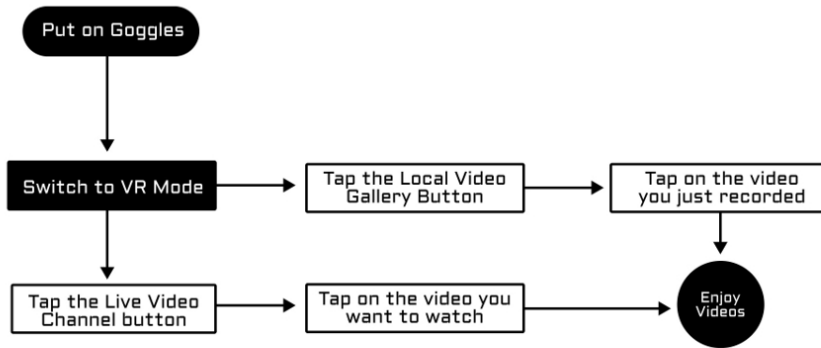 Put on Goggles
Switch to VR Mode
Tap the Local Video
Gallery Button
Tap on the video
you just recorded
Tap the Live Video
Channel button
Tap on the video you
want to watch
Enjoy
Videos